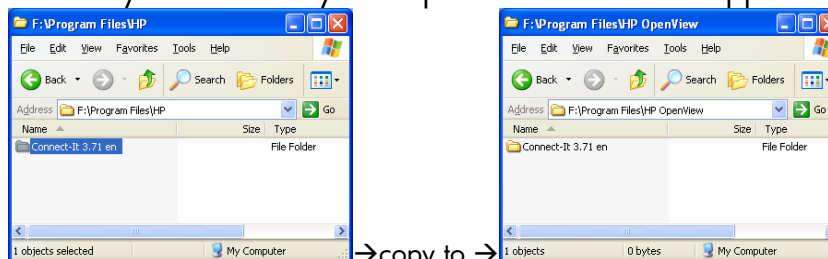 F:\Program Files\HP
File Edit View Favorites Tools Help
Back Search Folders
Address F:\Program Files\HP Go
Name Size Type
Connect-It 3.71 en File Folder
1 objects selected My Computer
→copy to →
F:\Program Files\HP OpenView
File Edit View Favorites Tools Help
Back Search Folders
Address F:\Program Files\HP OpenView Go
Name Size Type
Connect-It 3.71 en File Folder
1 objects 0 bytes My Computer